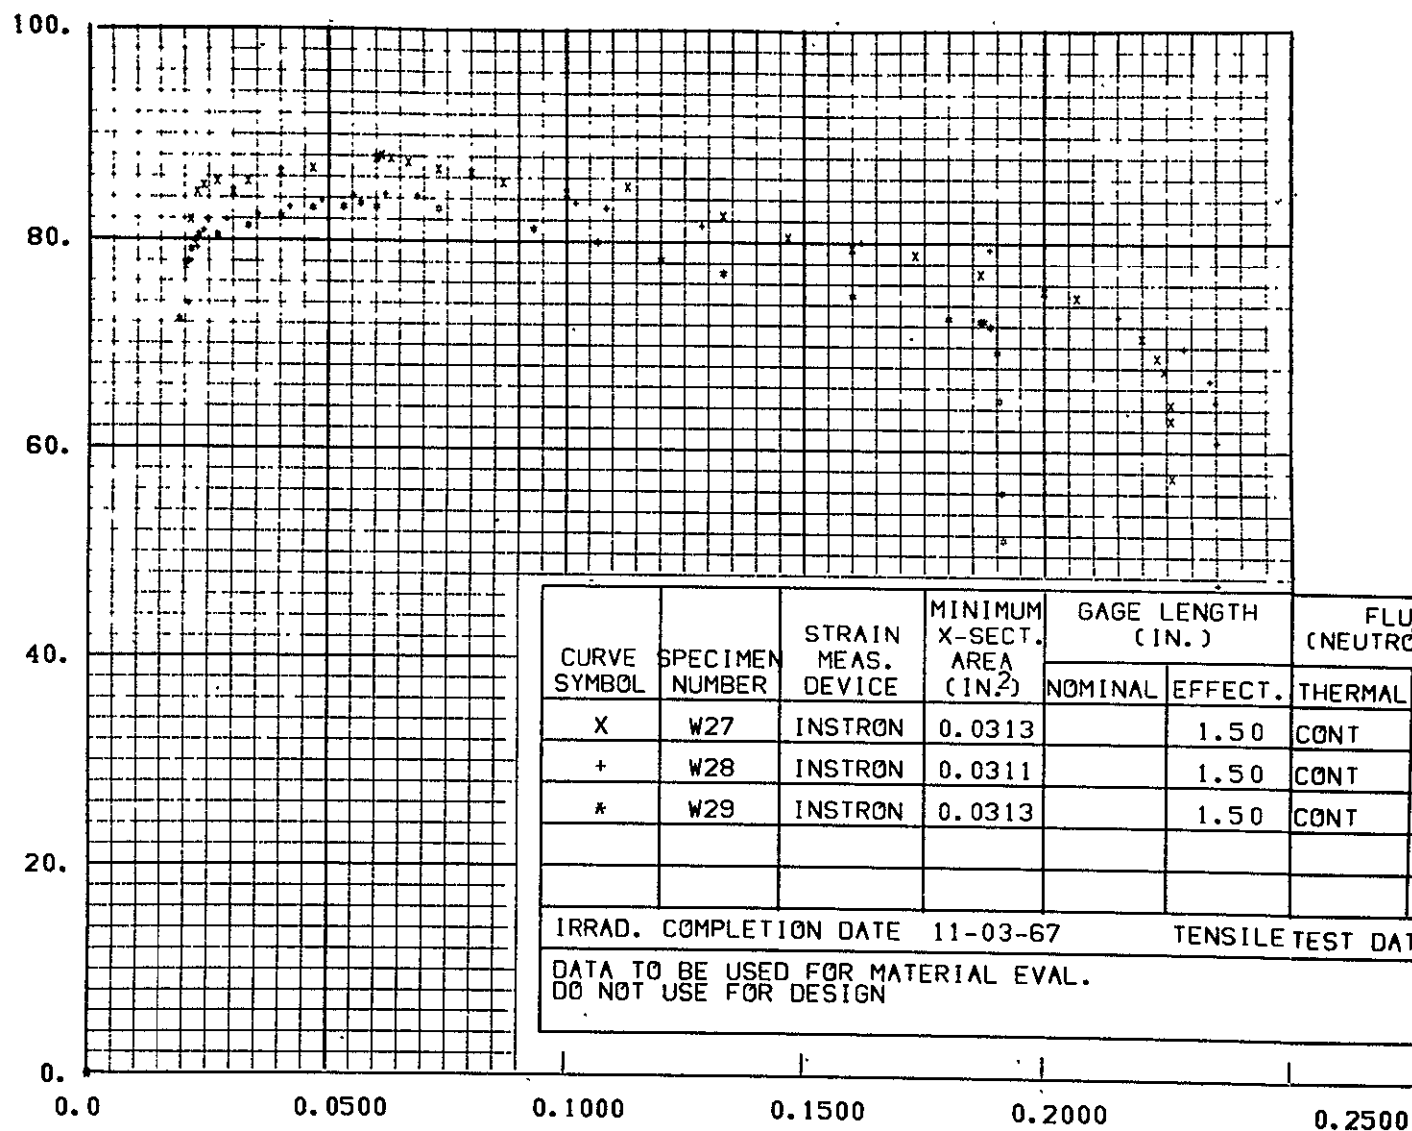 100.
80.
60.
40.
20.
0.
0.0 0.0500 0.1000 0.1500 0.2000 0.2500
CURVE SYMBOL SPECIMEN NUMBER STRAIN MEAS. DEVICE MINIMUM X-SECT. AREA (IN.2) GAGE LENGTH (IN.) FLU (NEUTRO
NOMINAL EFFECT. THERMAL
X W27 INSTRON 0.0313 1.50 CONT
+ W28 INSTRON 0.0311 1.50 CONT
* W29 INSTRON 0.0313 1.50 CONT
IRRAD. COMPLETION DATE 11-03-67 TENSILE TEST DAT
DATA TO BE USED FOR MATERIAL EVAL.
DO NOT USE FOR DESIGN